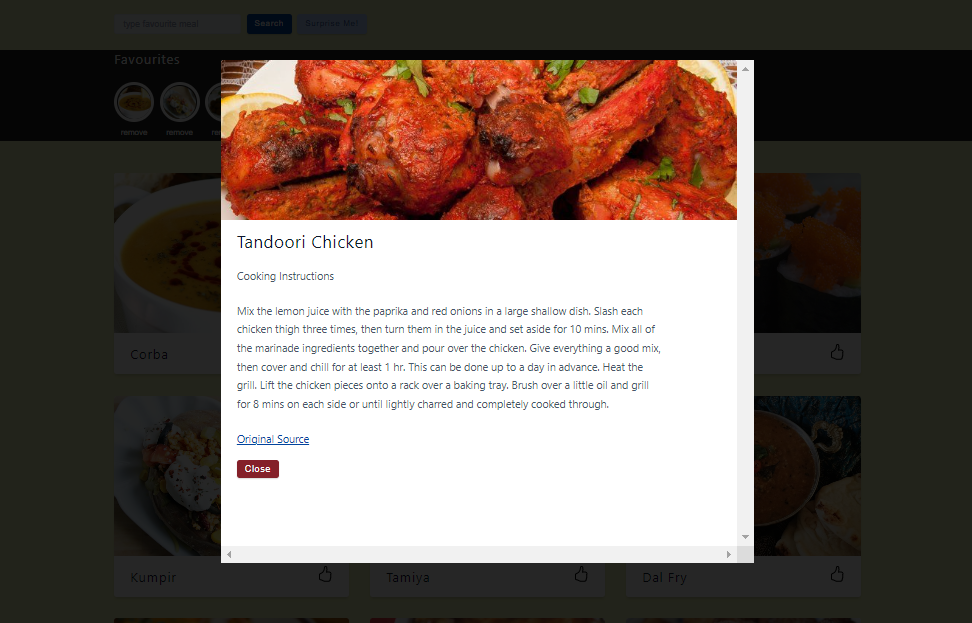 type favourite meal
Search
Surprise Me!
Favourites
remove
remove
Tandoori Chicken
Cooking Instructions
Mix the lemon juice with the paprika and red onions in a large shallow dish. Slash each
chicken thigh three times, then turn them in the juice and set aside for 10 mins. Mix all of
the marinade ingredients together and pour over the chicken. Give everything a good mix,
then cover and chill for at least 1 hr. This can be done up to a day in advance. Heat the
grill. Lift the chicken pieces onto a rack over a baking tray. Brush over a little oil and grill
for 8 mins on each side or until lightly charred and completely cooked through.
Original Source
Close
Corba
Kumpir
Tamiya
Dal Fry